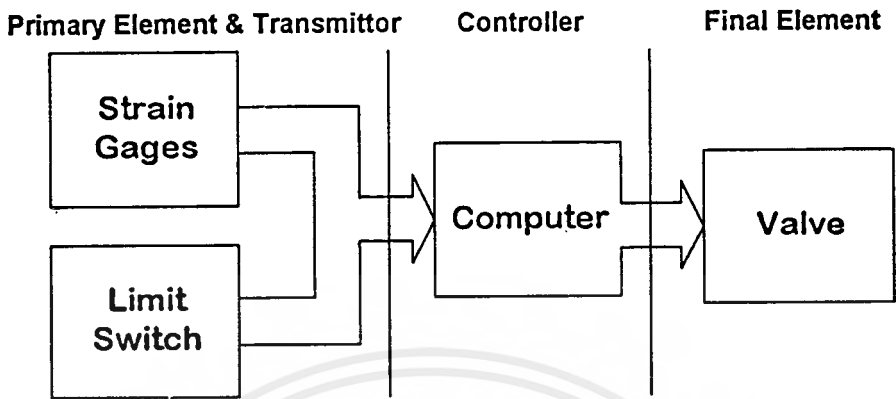 Primary Element & Transmittor Controller Final Element
Strain
Gages
Computer
Valve
Limit
Switch